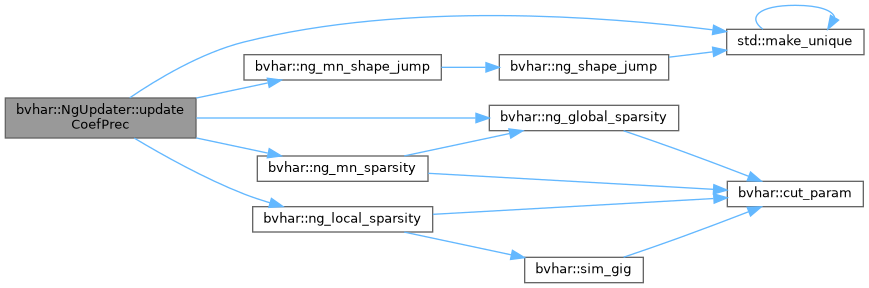 bvhar::NgUpdater::update
CoefPrec
bvhar::ng_mn_shape_jump
bvhar::ng_shape_jump
std::make_unique
bvhar::ng_global_sparsity
bvhar::ng_mn_sparsity
bvhar::cut_param
bvhar::ng_local_sparsity
bvhar::sim_gig